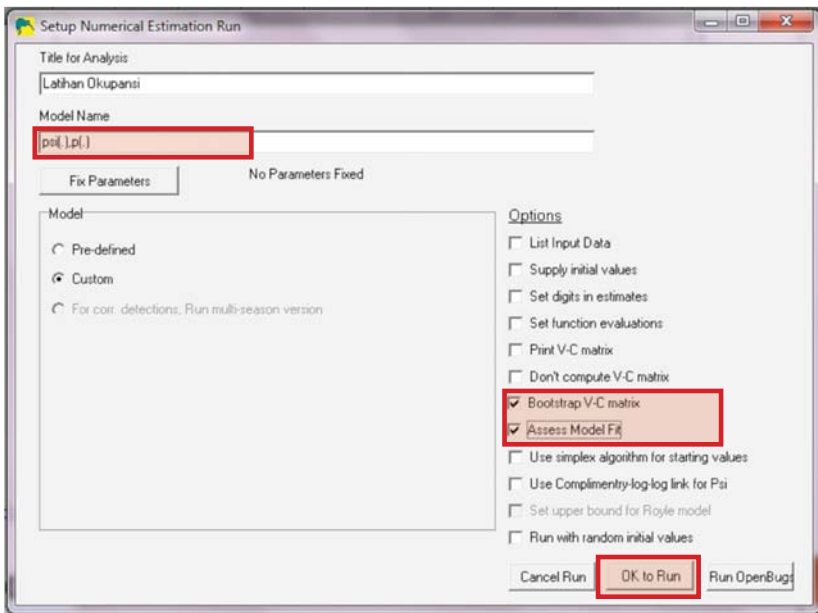 Setup Numerical Estimation Run
Title for Analysis
Latihan Okupansi
Model Name
psi(.),p(.)
Fix Parameters
No Parameters Fixed
Model
Pre-defined
Custom
For corr. detections, Run multi-season version
Options
List Input Data
Supply initial values
Set digits in estimates
Set function evaluations
Print V-C matrix
Don't compute V-C matrix
Bootstrap V-C matrix
Assess Model Fit
Use simplex algorithm for starting values
Use Complimentry-log-log link for Psi
Set upper bound for Royle model
Run with random initial values
Cancel Run
OK to Run
Run OpenBugs